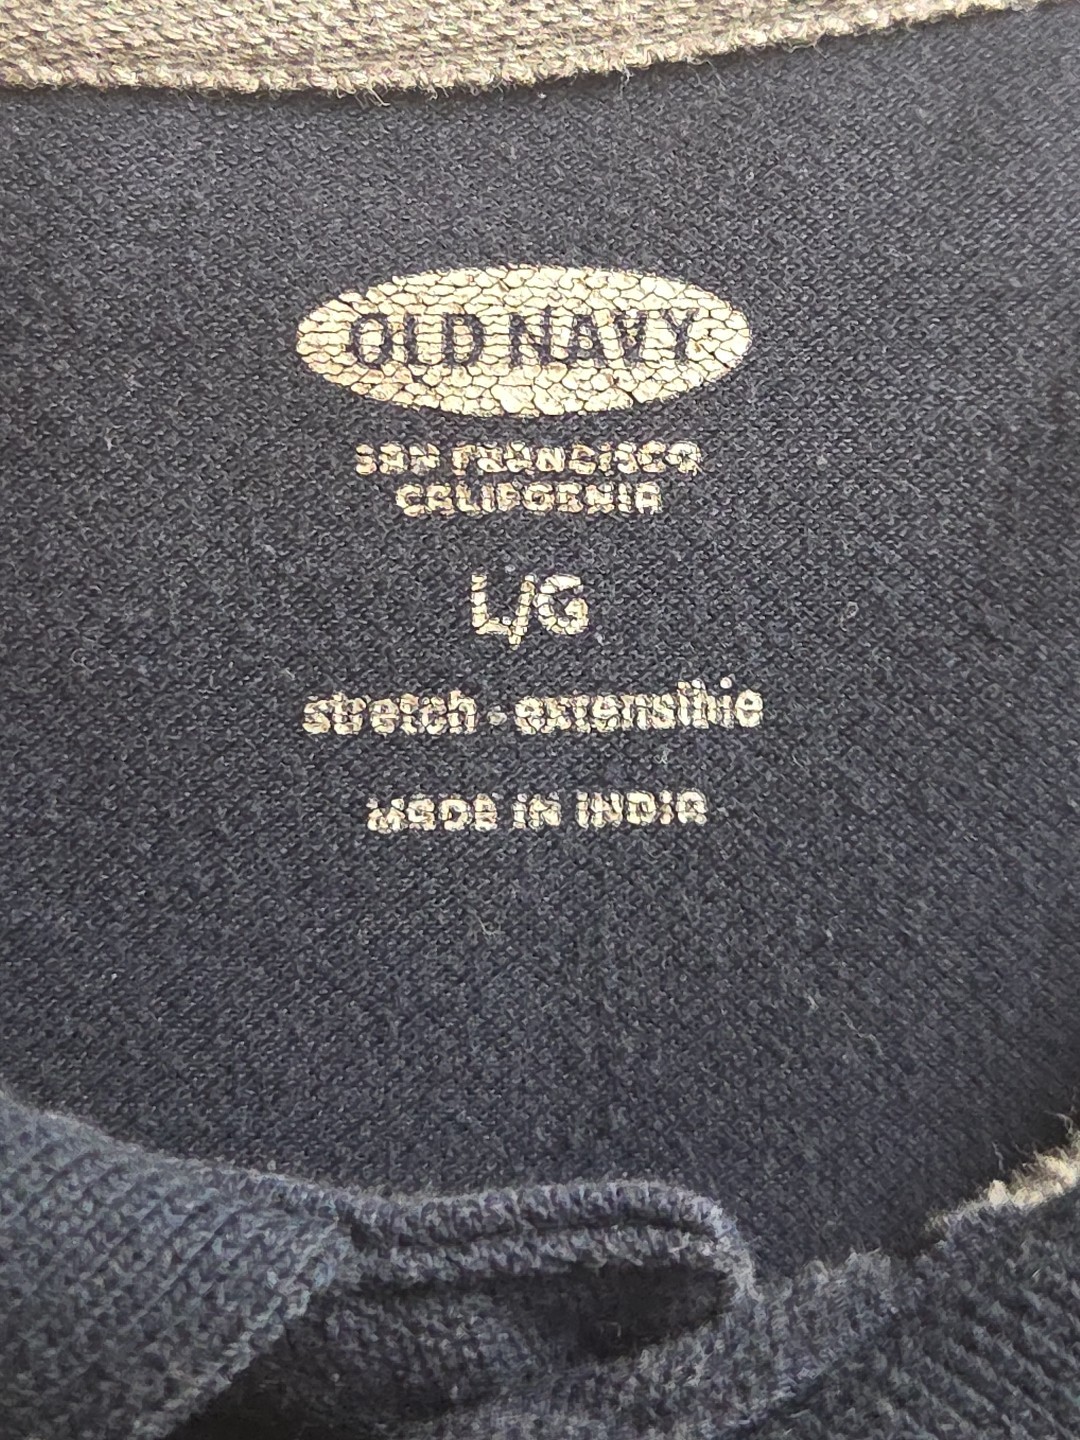 OLD NAVY
SAN FRANCISCO
CALIFORNIA
L/G
stretch · extensible
MADE IN INDIA